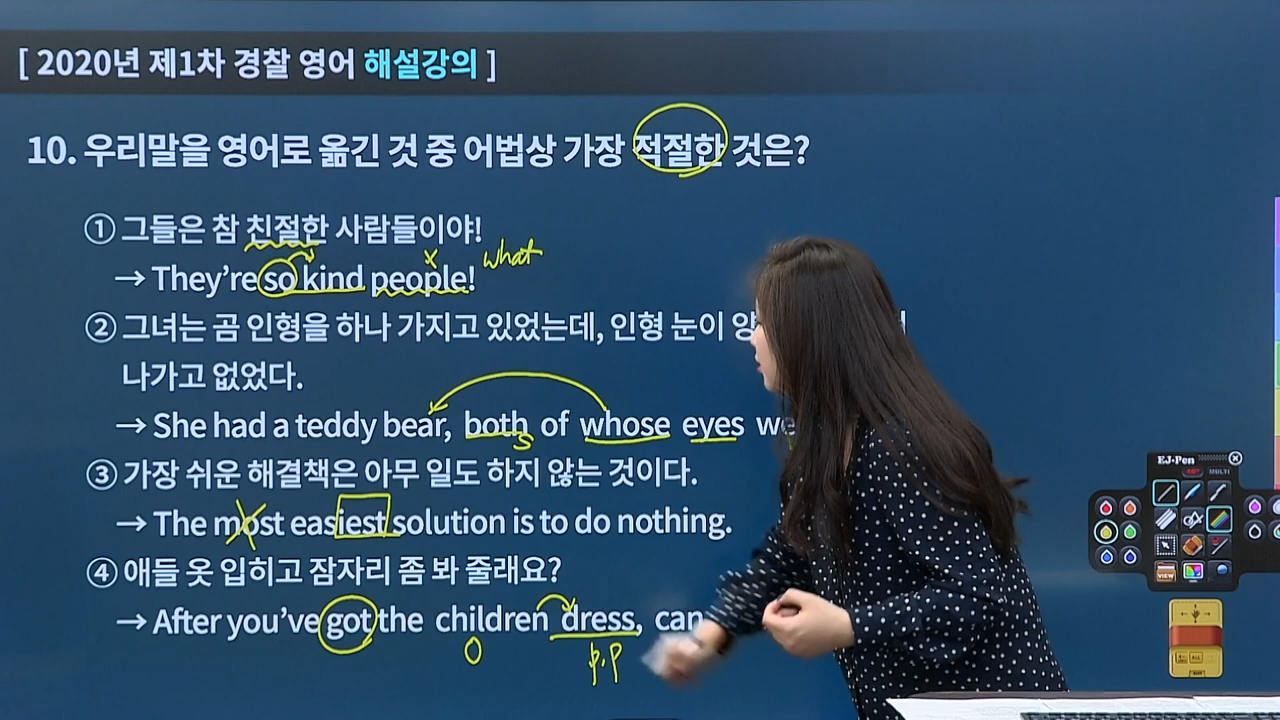 [ 2020년 제1차 경찰 영어 해설강의 ]
10. 우리말을 영어로 옮긴 것 중 어법상 가장 적절한 것은?
① 그들은 참 친절한 사람들이야!
x what
→ They're so kind people!
② 그녀는 곰 인형을 하나 가지고 있었는데, 인형 눈이
나가고 없었다.
→ She had a teddy bear, both of whose eyes
S
③ 가장 쉬운 해결책은 아무 일도 하지 않는 것이다.
→ The most easiest solution is to do nothing.
④ 애들 옷 입히고 잠자리 좀 봐 줄래요?
→ After you've got the children dress, can
O p.p
EJ-Pen
MULTI
VIEW